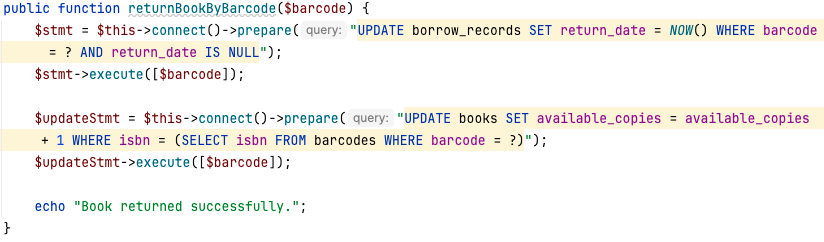 public function returnBookByBarcode($barcode) {
    $stmt = $this->connect()->prepare( query: "UPDATE borrow_records SET return_date = NOW() WHERE barcode
      = ? AND return_date IS NULL");
    $stmt->execute([$barcode]);

    $updateStmt = $this->connect()->prepare( query: "UPDATE books SET available_copies = available_copies
     + 1 WHERE isbn = (SELECT isbn FROM barcodes WHERE barcode = ?)");
    $updateStmt->execute([$barcode]);

    echo "Book returned successfully.";
}